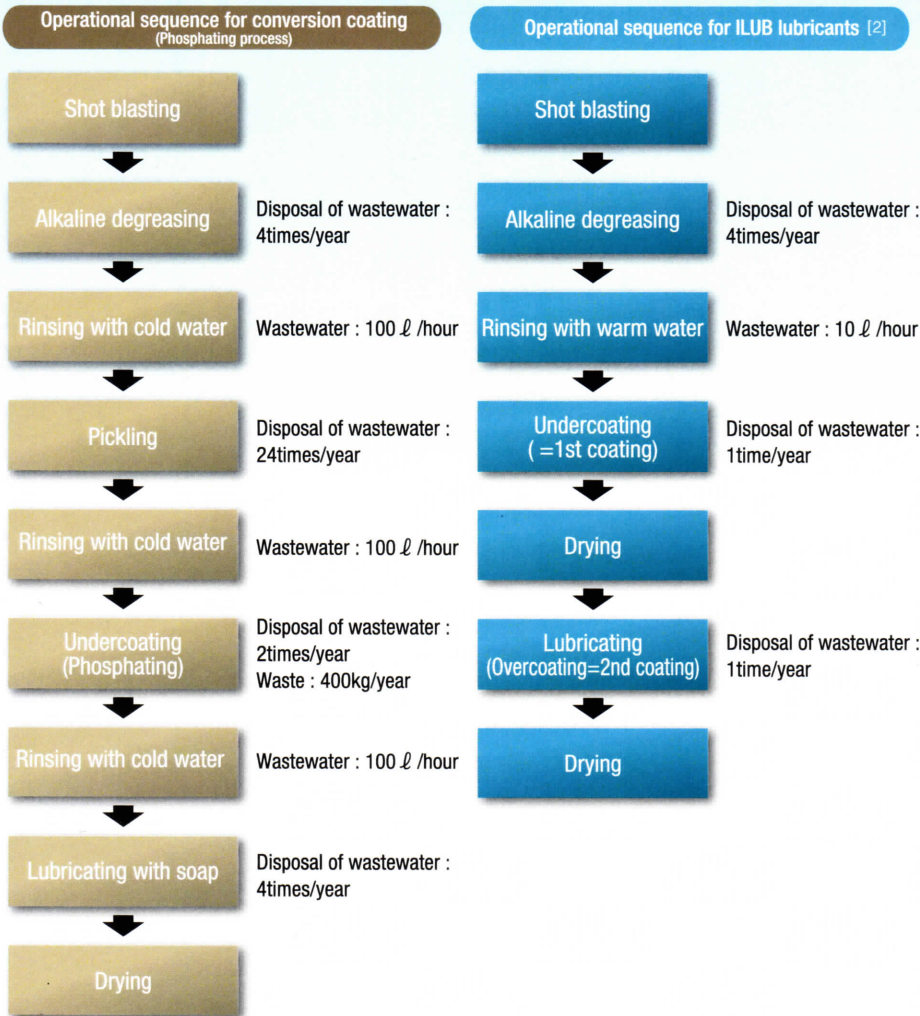 Operational sequence for conversion coating
(Phosphating process)
Shot blasting
Alkaline degreasing
Disposal of wastewater :
4times/year
Rinsing with cold water
Wastewater : 100 ℓ /hour
Pickling
Disposal of wastewater :
24times/year
Rinsing with cold water
Wastewater : 100 ℓ /hour
Undercoating
(Phosphating)
Disposal of wastewater :
2times/year
Waste : 400kg/year
Rinsing with cold water
Wastewater : 100 ℓ /hour
Lubricating with soap
Disposal of wastewater :
4times/year
Drying
Operational sequence for ILUB lubricants [2]
Shot blasting
Alkaline degreasing
Disposal of wastewater :
4times/year
Rinsing with warm water
Wastewater : 10 ℓ /hour
Undercoating
( =1st coating)
Disposal of wastewater :
1time/year
Drying
Lubricating
(Overcoating=2nd coating)
Disposal of wastewater :
1time/year
Drying